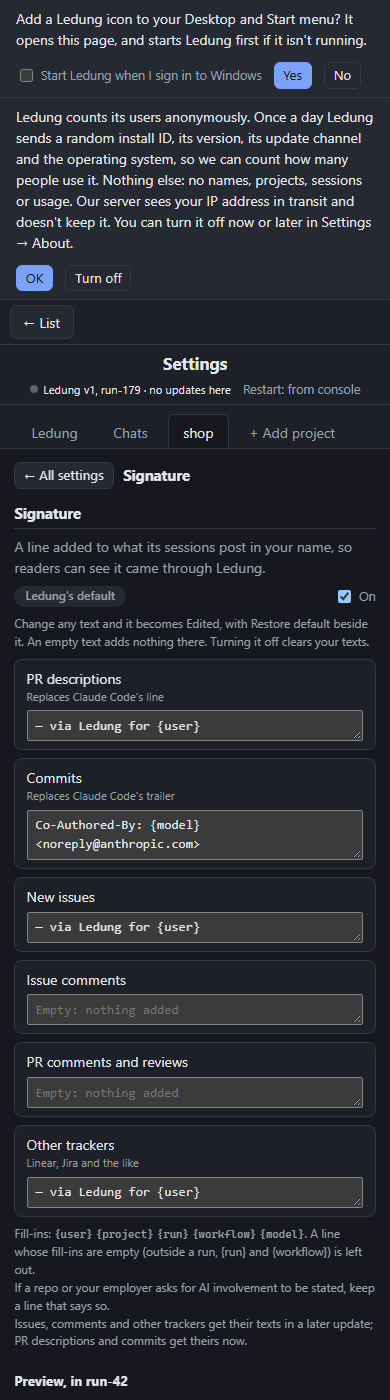 Add a Ledung icon to your Desktop and Start menu? It
opens this page, and starts Ledung first if it isn't running.
Start Ledung when I sign in to Windows Yes No
Ledung counts its users anonymously. Once a day Ledung
sends a random install ID, its version, its update channel
and the operating system, so we can count how many
people use it. Nothing else: no names, projects, sessions
or usage. Our server sees your IP address in transit and
doesn't keep it. You can turn it off now or later in Settings
→ About.
OK Turn off
← List
Settings
Ledung v1, run-179 · no updates here Restart: from console
Ledung Chats shop + Add project
← All settings Signature
Signature
A line added to what its sessions post in your name, so
readers can see it came through Ledung.
Ledung's default On
Change any text and it becomes Edited, with Restore default beside
it. An empty text adds nothing there. Turning it off clears your texts.
PR descriptions
Replaces Claude Code's line
— via Ledung for {user}
Commits
Replaces Claude Code's trailer
Co-Authored-By: {model}
<noreply@anthropic.com>
New issues
— via Ledung for {user}
Issue comments
Empty: nothing added
PR comments and reviews
Empty: nothing added
Other trackers
Linear, Jira and the like
— via Ledung for {user}
Fill-ins: {user} {project} {run} {workflow} {model}. A line
whose fill-ins are empty (outside a run, {run} and {workflow}) is left
out.
If a repo or your employer asks for AI involvement to be stated, keep
a line that says so.
Issues, comments and other trackers get their texts in a later update;
PR descriptions and commits get theirs now.
Preview, in run-42